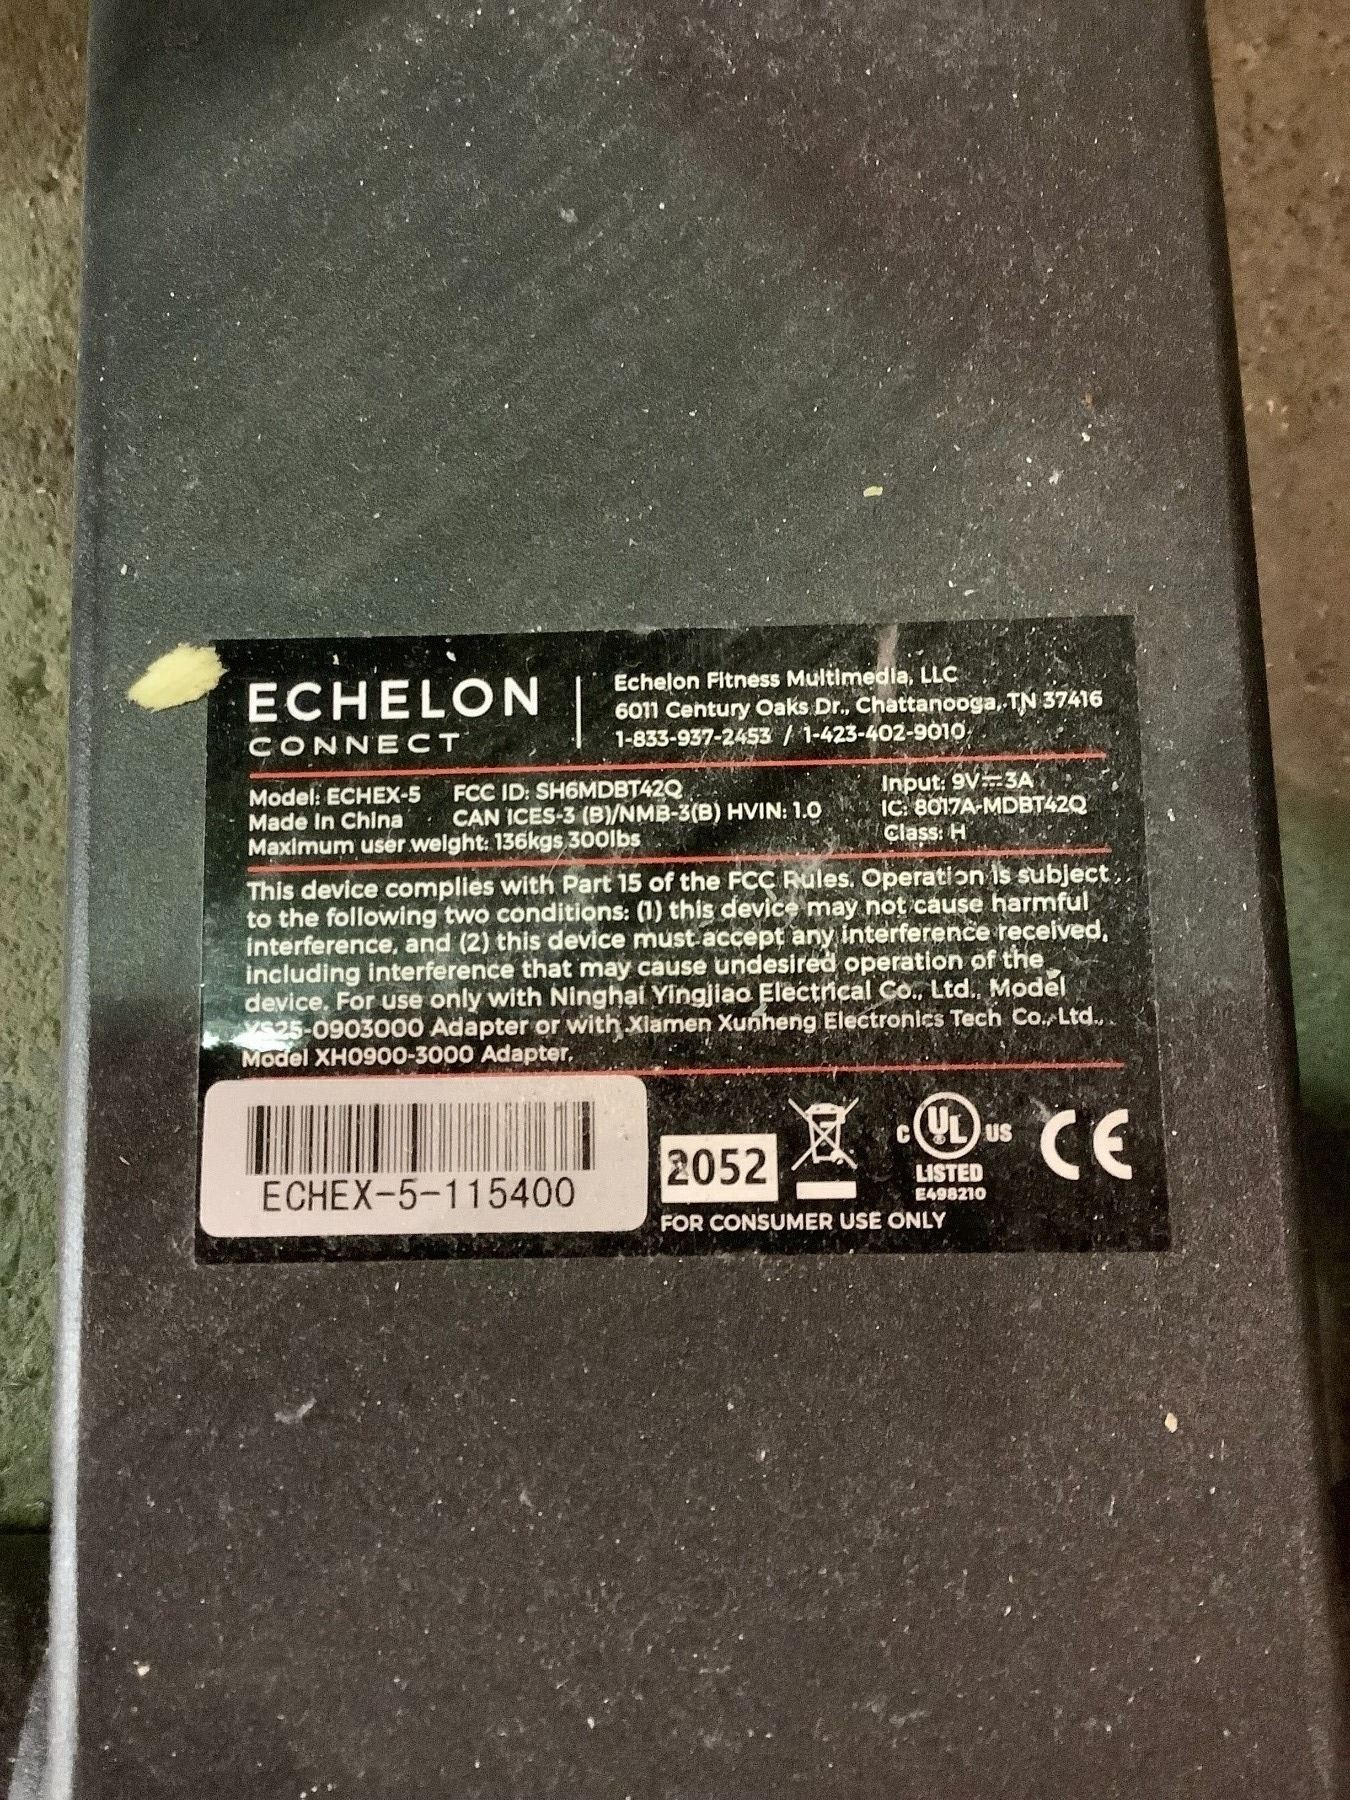 ECHELON
CONNECT
Echelon Fitness Multimedia, LLC
6011 Century Oaks Dr., Chattanooga, TN 37416
1-833-937-2453 / 1-423-402-9010
Model: ECHEX-5 FCC ID: SH6MDBT42Q Input: 9V⎓3A
Made In China CAN ICES-3 (B)/NMB-3(B) HVIN: 1.0 IC: 8017A-MDBT42Q
Maximum user weight: 136kgs 300lbs Class: H
This device complies with Part 15 of the FCC Rules. Operation is subject
to the following two conditions: (1) this device may not cause harmful
interference, and (2) this device must accept any interference received,
including interference that may cause undesired operation of the
device. For use only with Ninghai Yingjiao Electrical Co., Ltd., Model
YS25-0903000 Adapter or with Xiamen Xunheng Electronics Tech Co., Ltd.,
Model XH0900-3000 Adapter.
ECHEX-5-115400
2052
C UL US
LISTED
E498210
CE
FOR CONSUMER USE ONLY